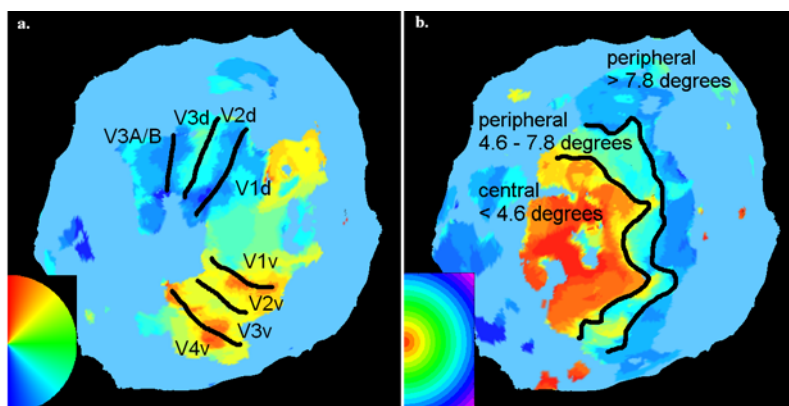 a.
V3d
V2d
V3A/B
V1d
V1v
V2v
V3v
V4v
b.
peripheral
> 7.8 degrees
peripheral
4.6 - 7.8 degrees
central
< 4.6 degrees